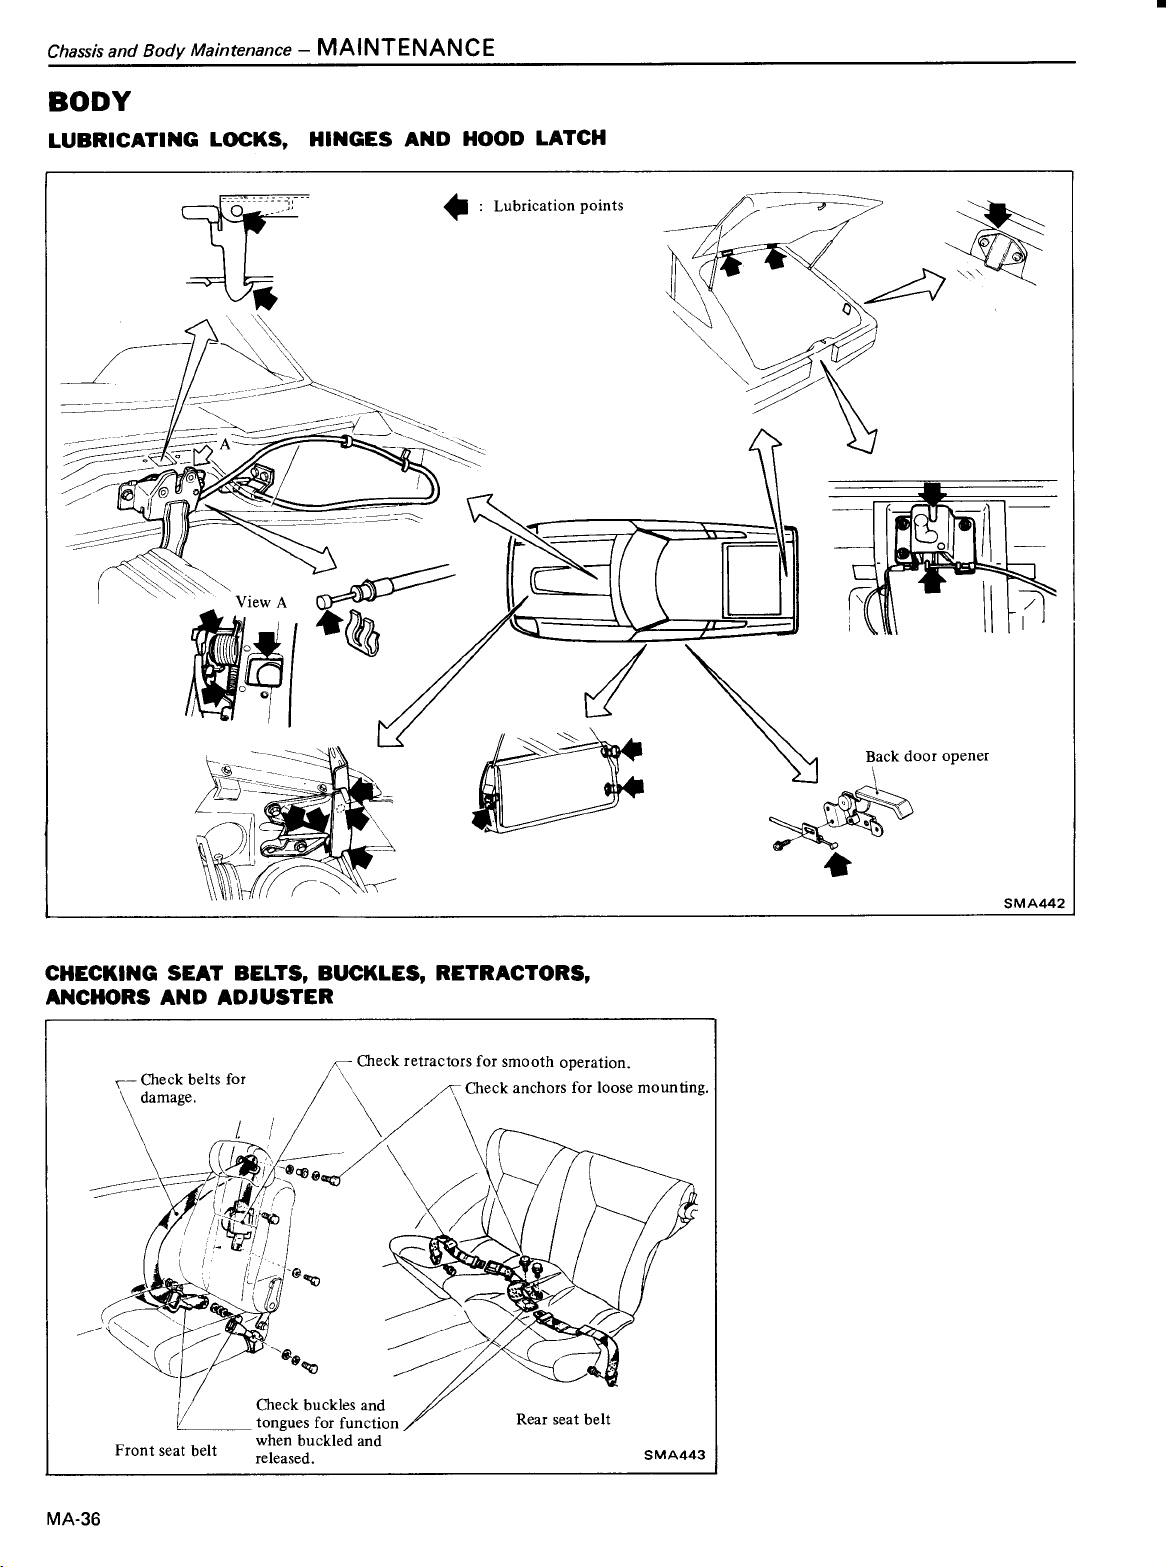 Chassis and Body Maintenance – MAINTENANCE
BODY
LUBRICATING LOCKS, HINGES AND HOOD LATCH
: Lubrication points
A
View A
Back door opener
SMA442
CHECKING SEAT BELTS, BUCKLES, RETRACTORS,
ANCHORS AND ADJUSTER
Check retractors for smooth operation.
Check belts for
damage.
Check anchors for loose mounting.
Check buckles and
tongues for function
when buckled and
released.
Front seat belt
Rear seat belt
SMA443
MA-36